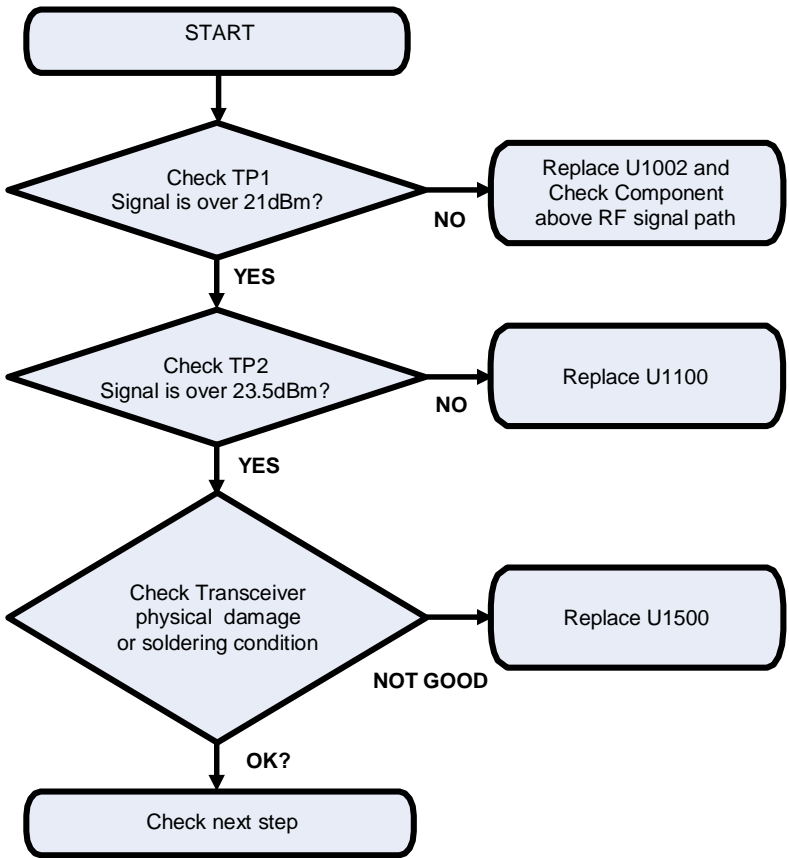 START
Check TP1
Signal is over 21dBm?
NO
Replace U1002 and
Check Component
above RF signal path
YES
Check TP2
Signal is over 23.5dBm?
NO
Replace U1100
YES
Check Transceiver
physical damage
or soldering condition
NOT GOOD
Replace U1500
OK?
Check next step